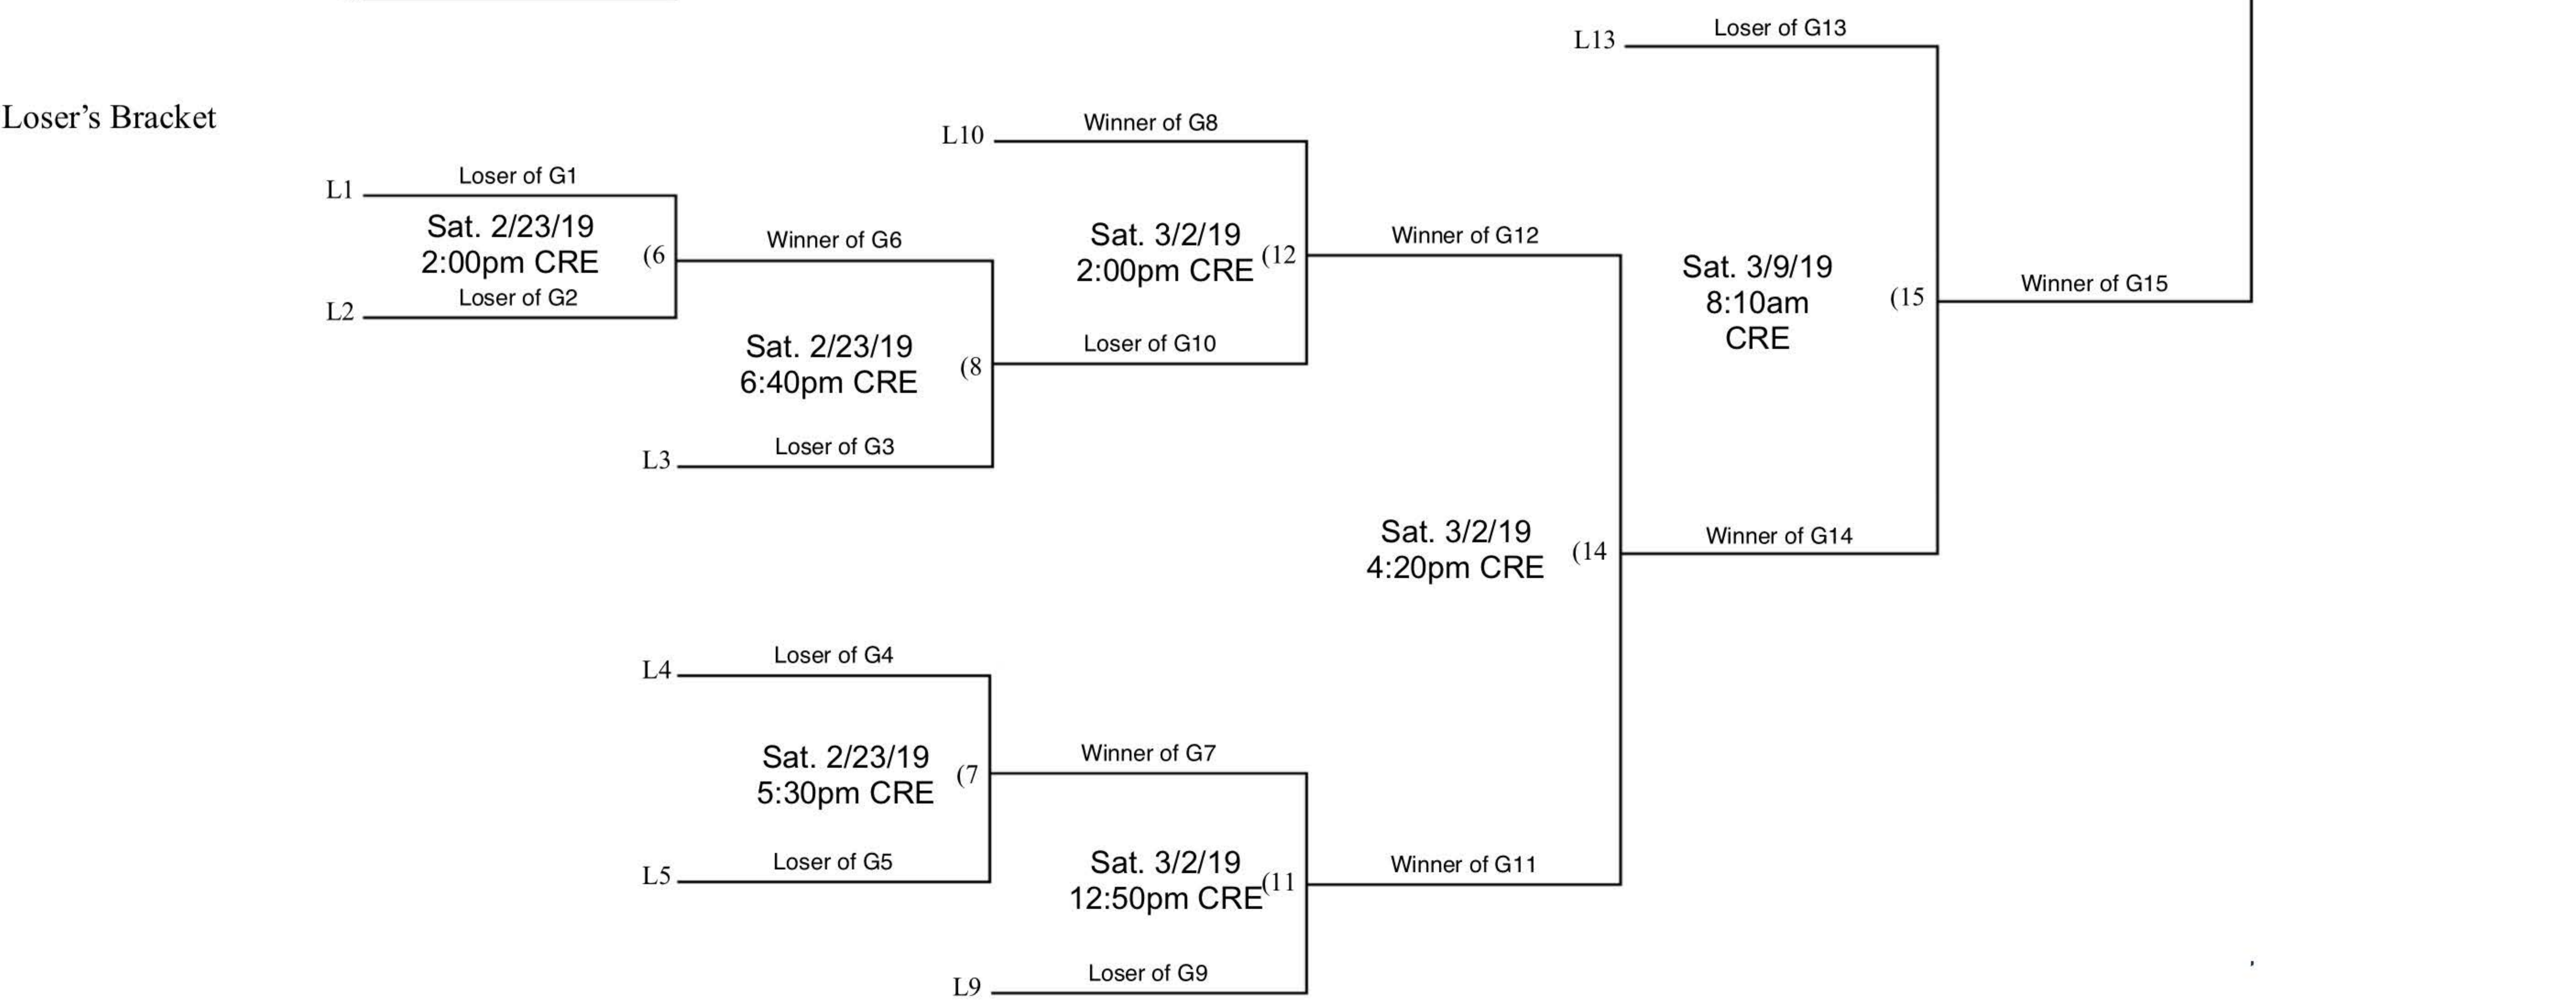 L13
Loser of G13
Loser's Bracket
L10
Winner of G8
L1
Loser of G1
Sat. 2/23/19
2:00pm CRE
(6
L2
Loser of G2
Winner of G6
Sat. 2/23/19
6:40pm CRE
(8
L3
Loser of G3
Sat. 3/2/19
2:00pm CRE
(12
Loser of G10
Winner of G12
Sat. 3/9/19
8:10am
CRE
(15
Winner of G15
Sat. 3/2/19
4:20pm CRE
(14
Winner of G14
L4
Loser of G4
Sat. 2/23/19
5:30pm CRE
(7
L5
Loser of G5
Winner of G7
Sat. 3/2/19
12:50pm CRE
(11
Winner of G11
L9
Loser of G9